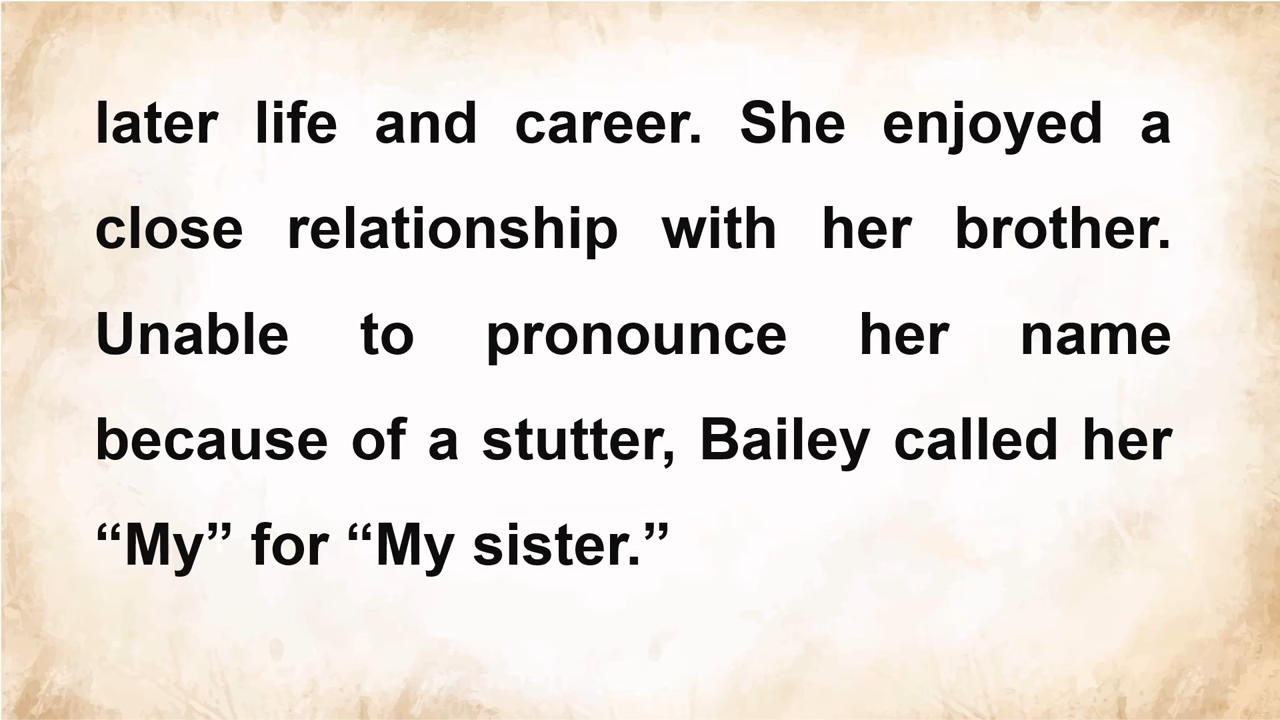 later life and career. She enjoyed a
close relationship with her brother.
Unable to pronounce her name
because of a stutter, Bailey called her
“My” for “My sister.”